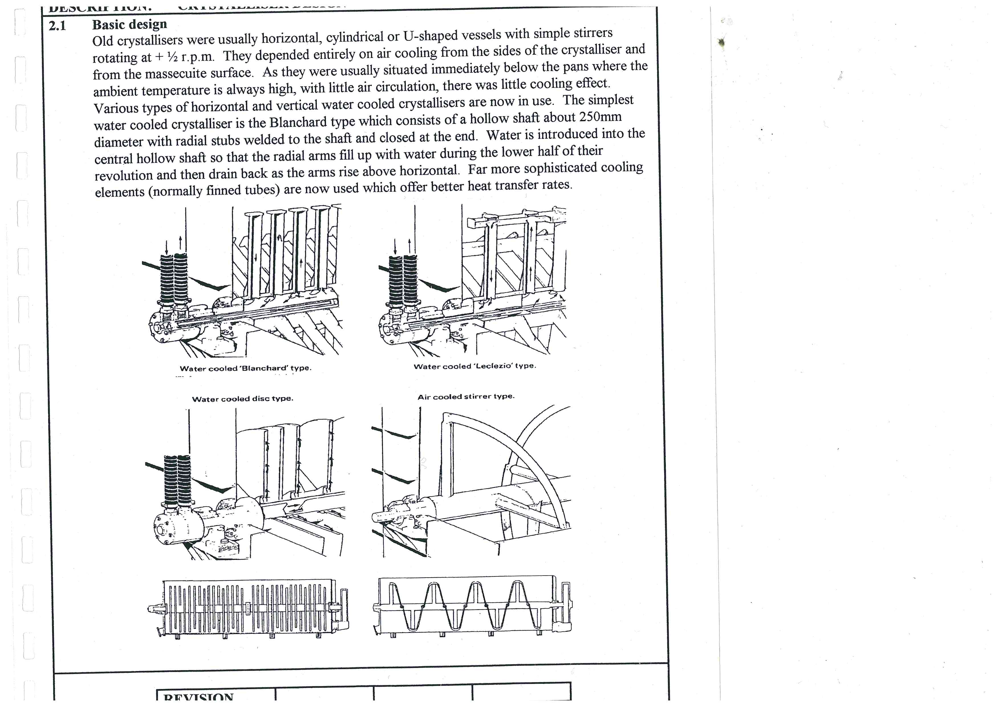 DESCRIPTION: CRYSTALLISER DESIGN
2.1 Basic design
Old crystallisers were usually horizontal, cylindrical or U-shaped vessels with simple stirrers
rotating at + ½ r.p.m. They depended entirely on air cooling from the sides of the crystalliser and
from the massecuite surface. As they were usually situated immediately below the pans where the
ambient temperature is always high, with little air circulation, there was little cooling effect.
Various types of horizontal and vertical water cooled crystallisers are now in use. The simplest
water cooled crystalliser is the Blanchard type which consists of a hollow shaft about 250mm
diameter with radial stubs welded to the shaft and closed at the end. Water is introduced into the
central hollow shaft so that the radial arms fill up with water during the lower half of their
revolution and then drain back as the arms rise above horizontal. Far more sophisticated cooling
elements (normally finned tubes) are now used which offer better heat transfer rates.
Water cooled 'Blanchard' type.
Water cooled 'Leclezio' type.
Water cooled disc type.
Air cooled stirrer type.
REVISION